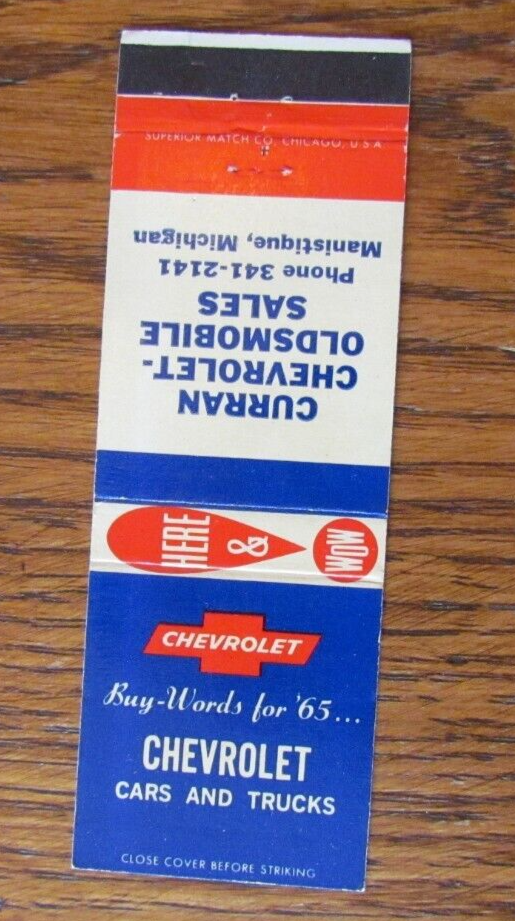 SUPERIOR MATCH CO. CHICAGO, U.S.A
CURRAN
CHEVROLET-
OLDSMOBILE
SALES
Phone 341-2141
Manistique, Michigan
HERE & WOW
CHEVROLET
Buy-Words for '65...
CHEVROLET
CARS AND TRUCKS
CLOSE COVER BEFORE STRIKING